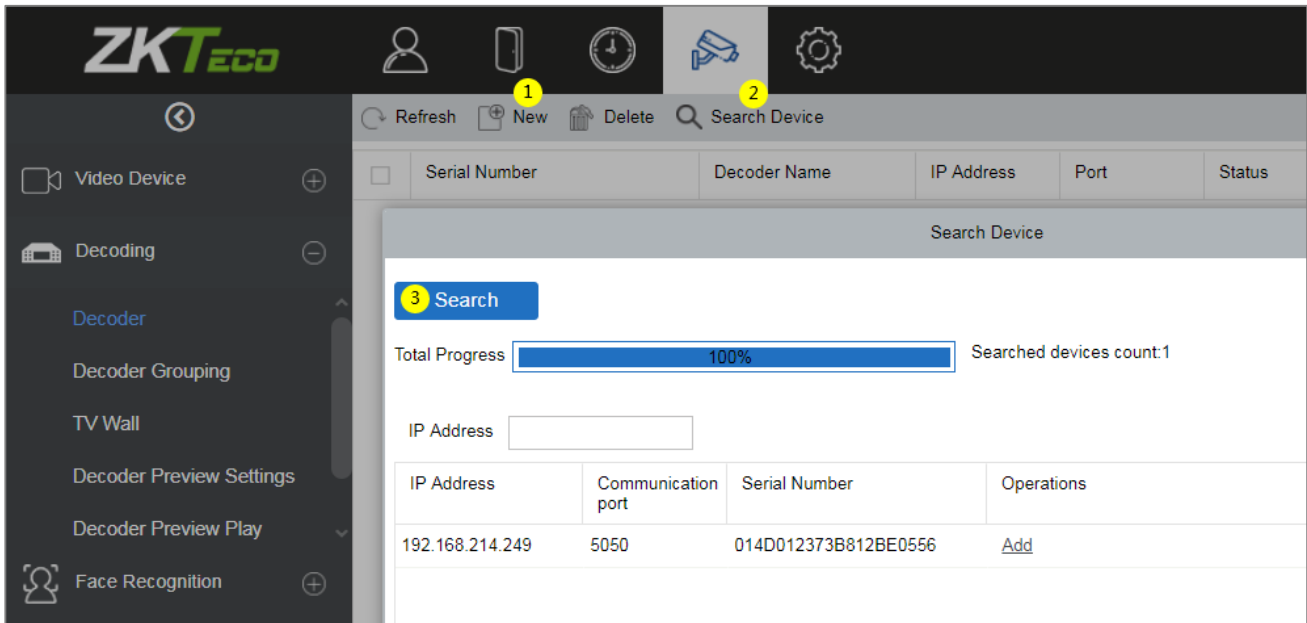 ZKTECO
1
2
Refresh New Delete Search Device
Video Device
Serial Number Decoder Name IP Address Port Status
Decoding
Search Device
Decoder
3 Search
Decoder Grouping
Total Progress 100% Searched devices count:1
TV Wall
IP Address
Decoder Preview Settings
IP Address Communication port Serial Number Operations
Decoder Preview Play
192.168.214.249 5050 014D012373B812BE0556 Add
Face Recognition